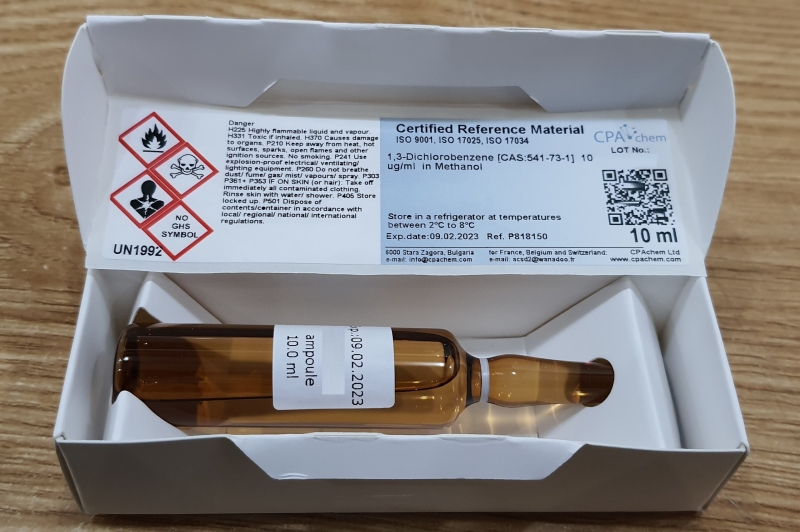 Danger
H225 Highly flammable liquid and vapour.
H331 Toxic if inhaled. H370 Causes damage
to organs. P210 Keep away from heat, hot
surfaces, sparks, open flames and other
ignition sources. No smoking. P241 Use
explosion-proof electrical/ ventilating/
lighting equipment. P260 Do not breathe
dust/ fume/ gas/ mist/ vapours/ spray. P303
P361+ P353 IF ON SKIN (or hair): Take off
immediately all contaminated clothing.
Rinse skin with water/ shower. P405 Store
locked up. P501 Dispose of
contents/container in accordance with
local/ regional/ national/ international
regulations.
NO
GHS
SYMBOL
UN1992
Certified Reference Material
ISO 9001, ISO 17025, ISO 17034
CPAchem
LOT No.:
1,3-Dichlorobenzene [CAS:541-73-1] 10
ug/ml in Methanol
Store in a refrigerator at temperatures
between 2°C to 8°C
Exp.date:09.02.2023 Ref. P818150
10 ml
6000 Stara Zagora, Bulgaria
e-mail: info@cpachem.com
for France, Belgium and Switzerland:
e-mail: acsd2@wanadoo.fr
CPAchem Ltd
www.cpachem.com
p.:09.02.2023
ampoule
10.0 ml